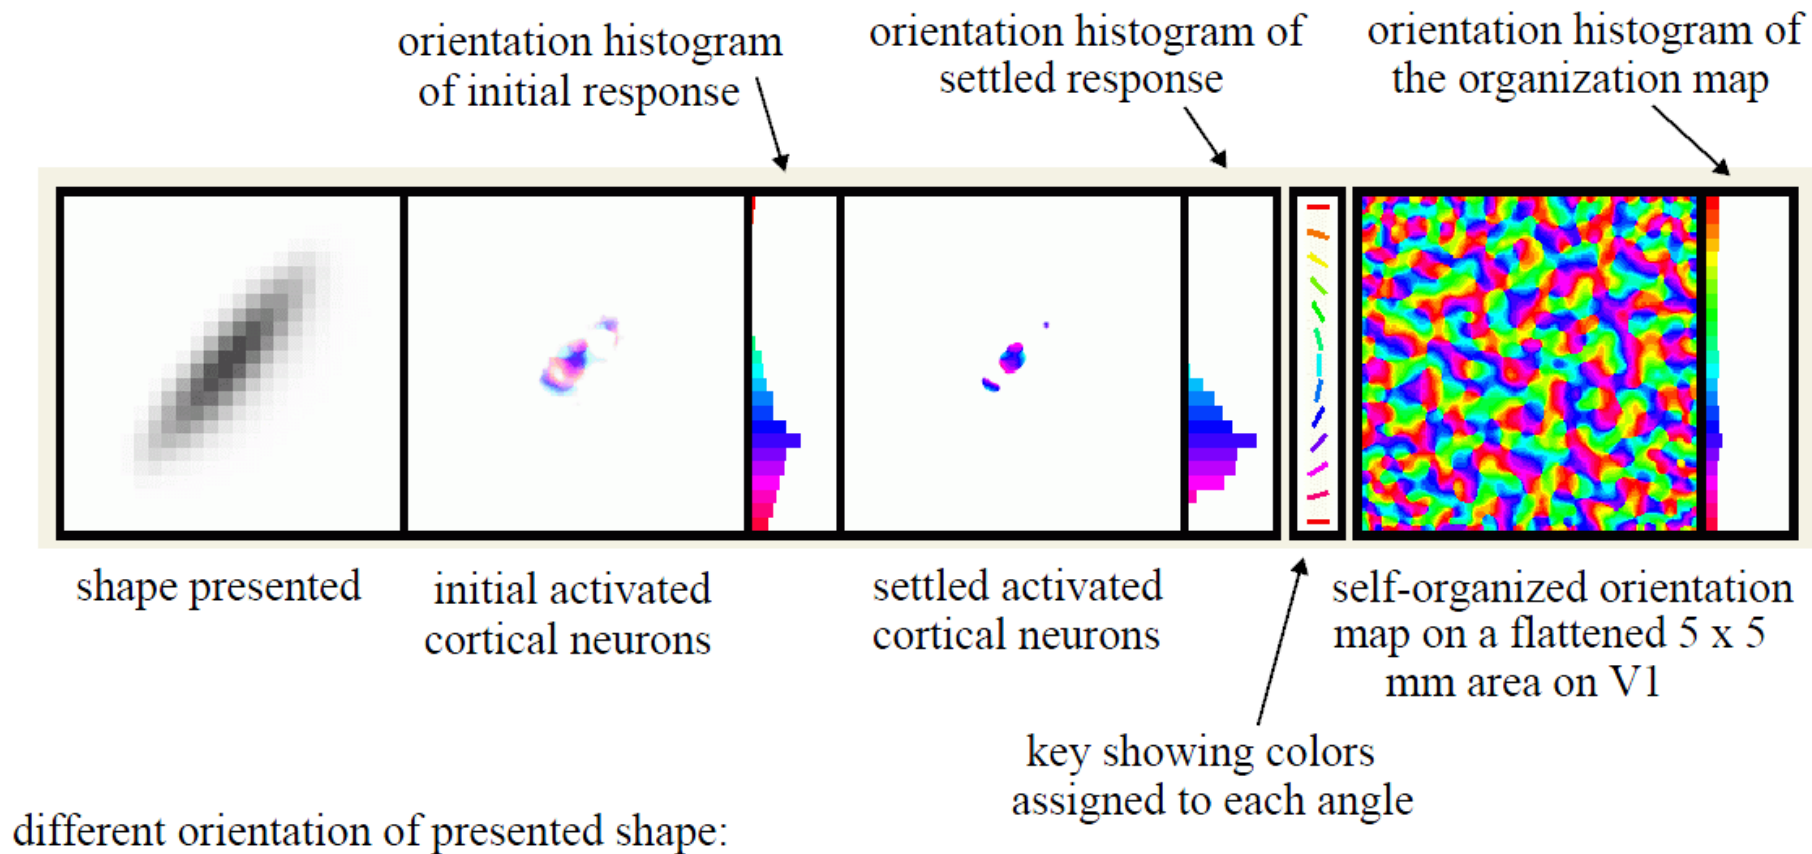 orientation histogram
of initial response
orientation histogram of
settled response
orientation histogram of
the organization map
shape presented
initial activated
cortical neurons
settled activated
cortical neurons
self-organized orientation
map on a flattened 5 x 5
mm area on V1
key showing colors
assigned to each angle
different orientation of presented shape: